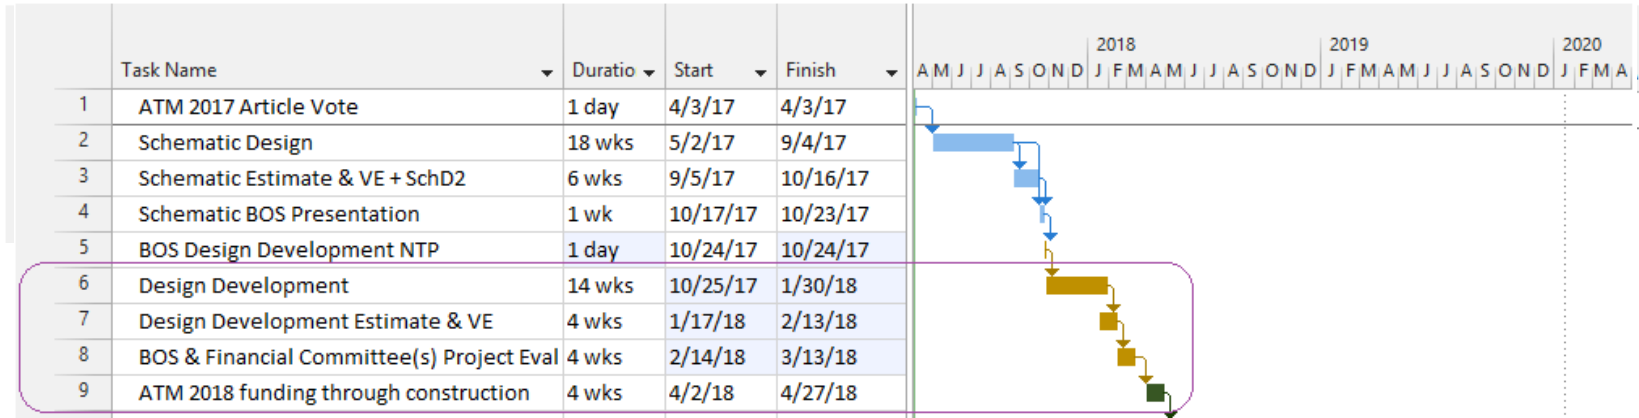 2018 2019 2020
Task Name Duratio Start Finish A M J J A S O N D J F M A M J J A S O N D J F M A M J J A S O N D J F M A
1 ATM 2017 Article Vote 1 day 4/3/17 4/3/17
2 Schematic Design 18 wks 5/2/17 9/4/17
3 Schematic Estimate & VE + SchD2 6 wks 9/5/17 10/16/17
4 Schematic BOS Presentation 1 wk 10/17/17 10/23/17
5 BOS Design Development NTP 1 day 10/24/17 10/24/17
6 Design Development 14 wks 10/25/17 1/30/18
7 Design Development Estimate & VE 4 wks 1/17/18 2/13/18
8 BOS & Financial Committee(s) Project Eval 4 wks 2/14/18 3/13/18
9 ATM 2018 funding through construction 4 wks 4/2/18 4/27/18